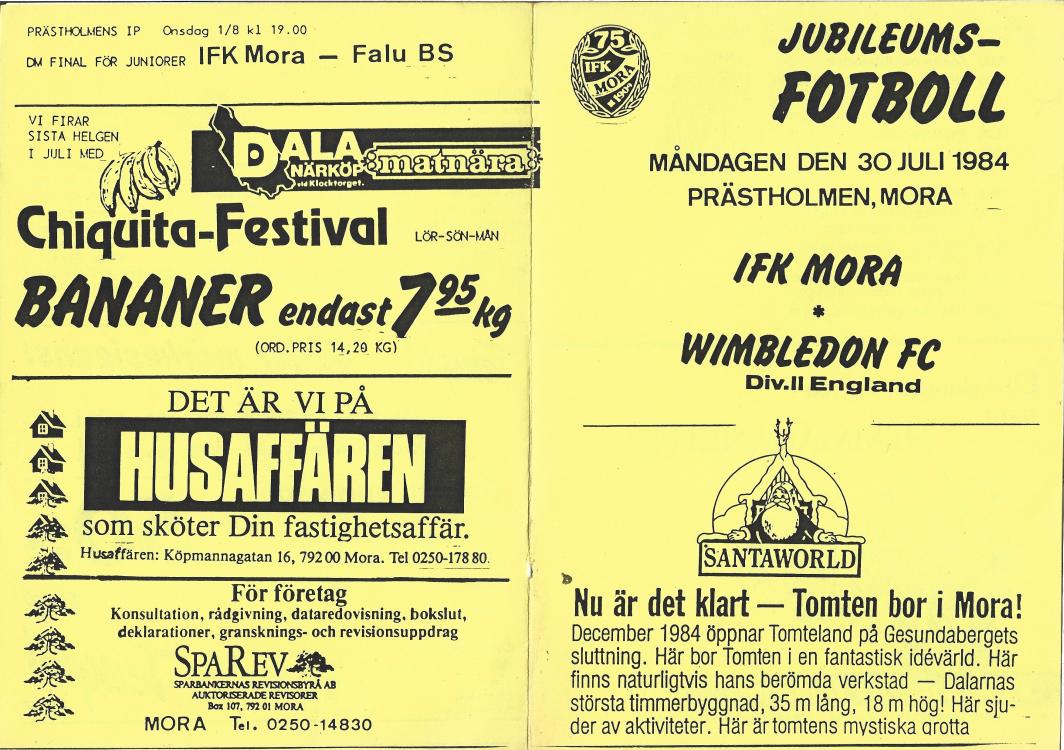 PRÄSTHOLMENS IP Onsdag 1/8 kl 19.00
DM FINAL FÖR JUNIORER IFK Mora — Falu BS
VI FIRAR
SISTA HELGEN
I JULI MED
DALA
NÄRKÖP
vid Klocktorget.
matnära
Chiquita-Festival LÖR-SÖN-MÅN
BANANER endast 7 95 kg
(ORD.PRIS 14,20 KG)
DET ÄR VI PÅ
HUSAFFÄREN
som sköter Din fastighetsaffär.
Husaffären: Köpmannagatan 16, 792 00 Mora. Tel 0250-178 80.
För företag
Konsultation, rådgivning, dataredovisning, bokslut,
deklarationer, gransknings- och revisionsuppdrag
SPAREV
SPARBANKERNAS REVISIONSBYRÅ AB
AUKTORISERADE REVISORER
Box 107, 792 01 MORA
MORA Tel. 0250-14830
75
IFK
MORA
JUBILEUMS-
FOTBOLL
MÅNDAGEN DEN 30 JULI 1984
PRÄSTHOLMEN, MORA
IFK MORA
*
WIMBLEDON FC
Div.II England
SANTAWORLD
Nu är det klart — Tomten bor i Mora!
December 1984 öppnar Tomteland på Gesundabergets
sluttning. Här bor Tomten i en fantastisk idévärld. Här
finns naturligtvis hans berömda verkstad — Dalarnas
största timmerbyggnad, 35 m lång, 18 m hög! Här sju-
der av aktiviteter. Här är tomtens mystiska grotta